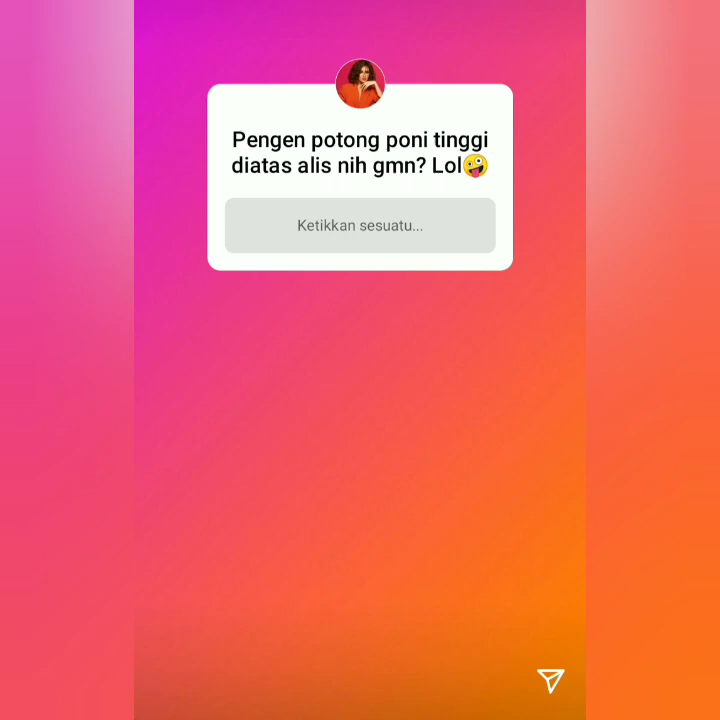 Pengen potong poni tinggi
diatas alis nih gmn? Lol🤪
Ketikkan sesuatu...